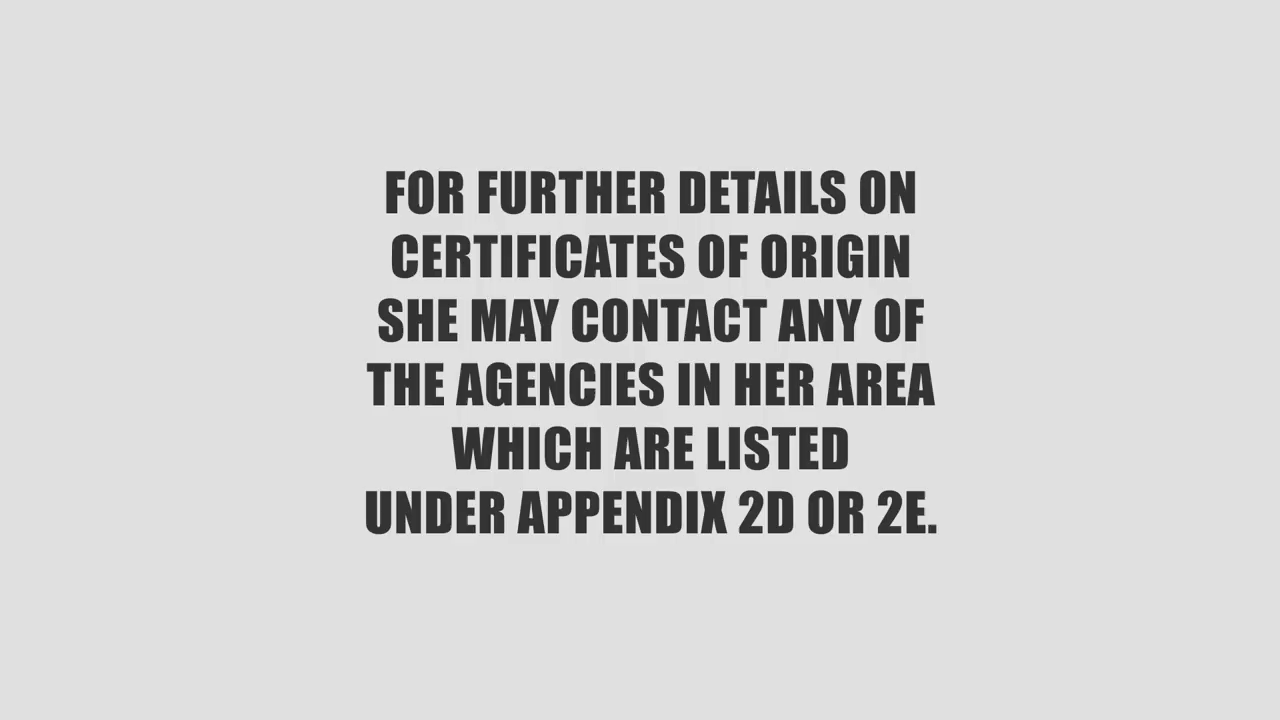 FOR FURTHER DETAILS ON
CERTIFICATES OF ORIGIN
SHE MAY CONTACT ANY OF
THE AGENCIES IN HER AREA
WHICH ARE LISTED
UNDER APPENDIX 2D OR 2E.